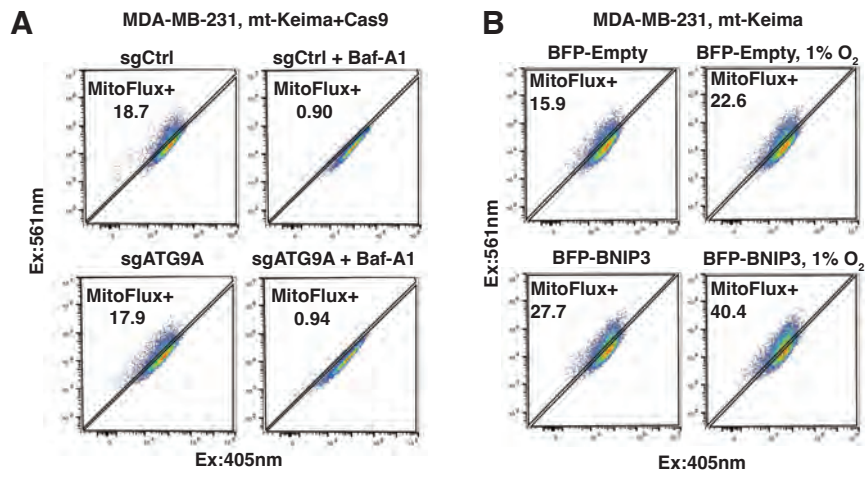 A
MDA-MB-231, mt-Keima+Cas9
sgCtrl
sgCtrl + Baf-A1
MitoFlux+
18.7
MitoFlux+
0.90
sgATG9A
sgATG9A + Baf-A1
MitoFlux+
17.9
MitoFlux+
0.94
Ex:561nm
Ex:405nm
B
MDA-MB-231, mt-Keima
BFP-Empty
BFP-Empty, 1% O2
MitoFlux+
15.9
MitoFlux+
22.6
BFP-BNIP3
BFP-BNIP3, 1% O2
MitoFlux+
27.7
MitoFlux+
40.4
Ex:561nm
Ex:405nm